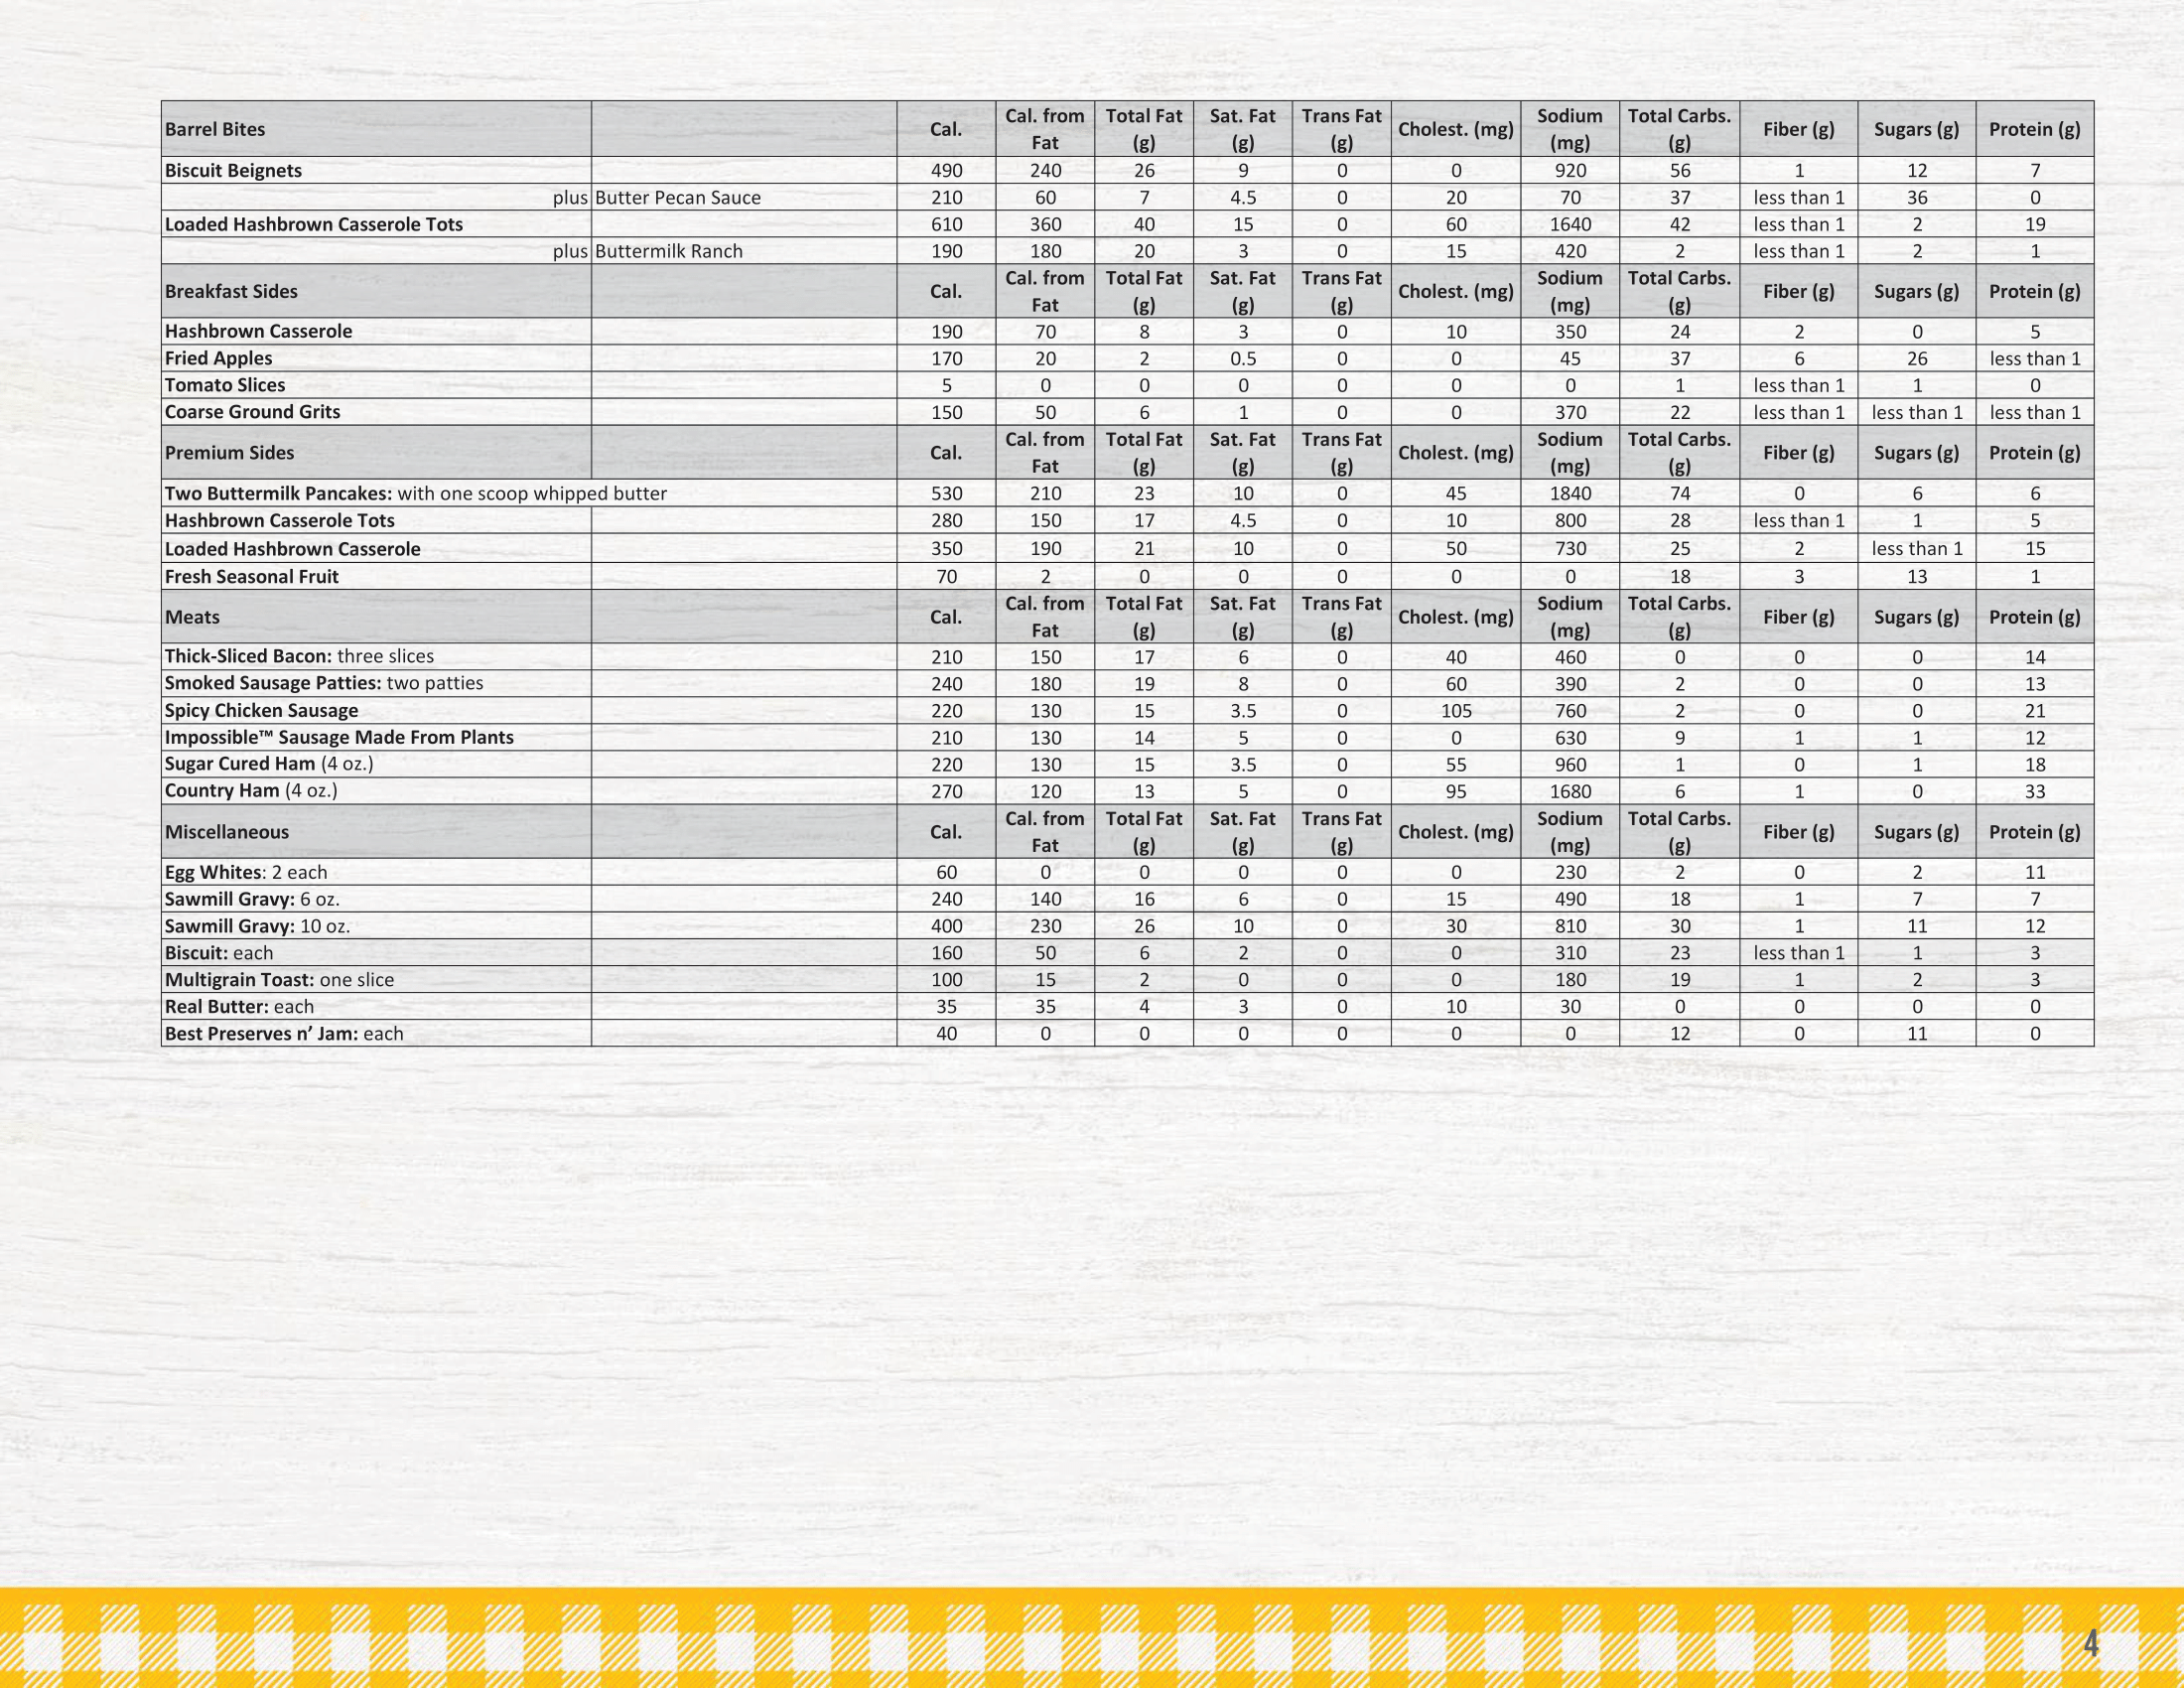 Barrel Bites Cal. Cal. from Fat Total Fat (g) Sat. Fat (g) Trans Fat (g) Cholest. (mg) Sodium (mg) Total Carbs. (g) Fiber (g) Sugars (g) Protein (g)
Biscuit Beignets 490 240 26 9 0 0 920 56 1 12 7
plus Butter Pecan Sauce 210 60 7 4.5 0 20 70 37 less than 1 36 0
Loaded Hashbrown Casserole Tots 610 360 40 15 0 60 1640 42 less than 1 2 19
plus Buttermilk Ranch 190 180 20 3 0 15 420 2 less than 1 2 1
Breakfast Sides Cal. Cal. from Fat Total Fat (g) Sat. Fat (g) Trans Fat (g) Cholest. (mg) Sodium (mg) Total Carbs. (g) Fiber (g) Sugars (g) Protein (g)
Hashbrown Casserole 190 70 8 3 0 10 350 24 2 0 5
Fried Apples 170 20 2 0.5 0 0 45 37 6 26 less than 1
Tomato Slices 5 0 0 0 0 0 0 1 less than 1 1 0
Coarse Ground Grits 150 50 6 1 0 0 370 22 less than 1 less than 1 less than 1
Premium Sides Cal. Cal. from Fat Total Fat (g) Sat. Fat (g) Trans Fat (g) Cholest. (mg) Sodium (mg) Total Carbs. (g) Fiber (g) Sugars (g) Protein (g)
Two Buttermilk Pancakes: with one scoop whipped butter 530 210 23 10 0 45 1840 74 0 6 6
Hashbrown Casserole Tots 280 150 17 4.5 0 10 800 28 less than 1 1 5
Loaded Hashbrown Casserole 350 190 21 10 0 50 730 25 2 less than 1 15
Fresh Seasonal Fruit 70 2 0 0 0 0 0 18 3 13 1
Meats Cal. Cal. from Fat Total Fat (g) Sat. Fat (g) Trans Fat (g) Cholest. (mg) Sodium (mg) Total Carbs. (g) Fiber (g) Sugars (g) Protein (g)
Thick-Sliced Bacon: three slices 210 150 17 6 0 40 460 0 0 0 14
Smoked Sausage Patties: two patties 240 180 19 8 0 60 390 2 0 0 13
Spicy Chicken Sausage 220 130 15 3.5 0 105 760 2 0 0 21
Impossible™ Sausage Made From Plants 210 130 14 5 0 0 630 9 1 1 12
Sugar Cured Ham (4 oz.) 220 130 15 3.5 0 55 960 1 0 1 18
Country Ham (4 oz.) 270 120 13 5 0 95 1680 6 1 0 33
Miscellaneous Cal. Cal. from Fat Total Fat (g) Sat. Fat (g) Trans Fat (g) Cholest. (mg) Sodium (mg) Total Carbs. (g) Fiber (g) Sugars (g) Protein (g)
Egg Whites: 2 each 60 0 0 0 0 0 230 2 0 2 11
Sawmill Gravy: 6 oz. 240 140 16 6 0 15 490 18 1 7 7
Sawmill Gravy: 10 oz. 400 230 26 10 0 30 810 30 1 11 12
Biscuit: each 160 50 6 2 0 0 310 23 less than 1 1 3
Multigrain Toast: one slice 100 15 2 0 0 0 180 19 1 2 3
Real Butter: each 35 35 4 3 0 10 30 0 0 0 0
Best Preserves n’ Jam: each 40 0 0 0 0 0 0 12 0 11 0
4